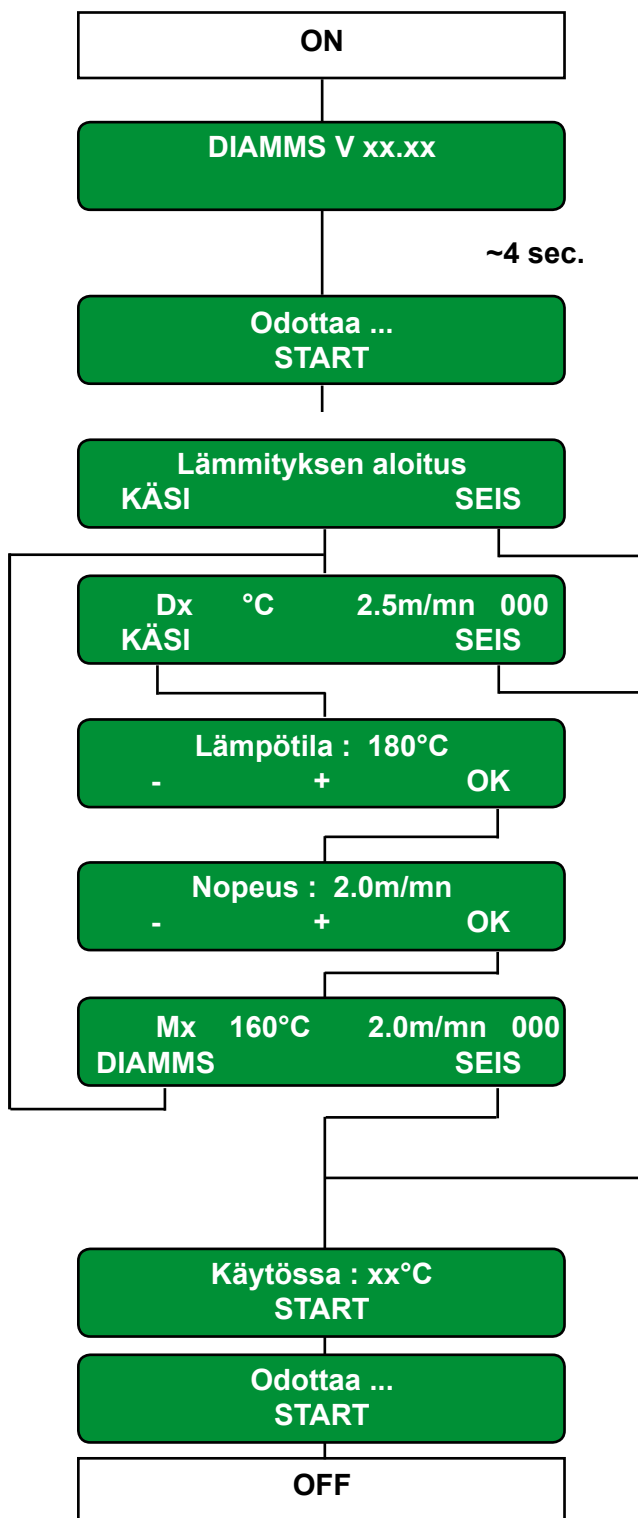 ON
DIAMMS V xx.xx
~4 sec.
Odottaa ...
START
Lämmityksen aloitus
KÄSI SEIS
Dx °C 2.5m/mn 000
KÄSI SEIS
Lämpötila : 180°C
- + OK
Nopeus : 2.0m/mn
- + OK
Mx 160°C 2.0m/mn 000
DIAMMS SEIS
Käytössa : xx°C
START
Odottaa ...
START
OFF